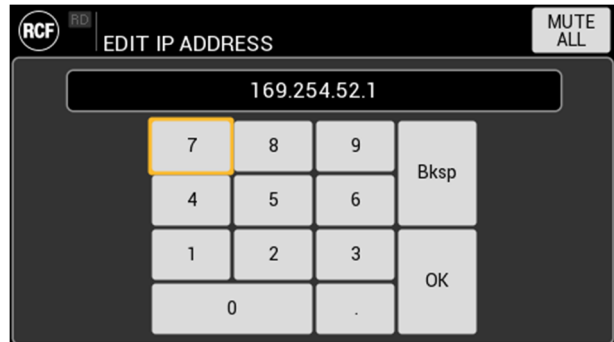 RCF
RD
EDIT IP ADDRESS
MUTE
ALL
169.254.52.1
7 8 9
Bksp
4 5 6
1 2 3
OK
0 .